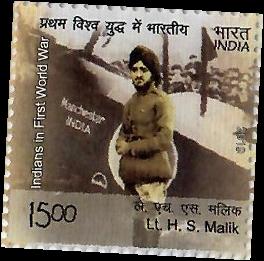 प्रथम विश्व युद्ध में भारतीय
भारत
INDIA
Indians in First World War
Manchester
INDIA
1500
ले. एच. एस. मलिक
Lt. H. S. Malik